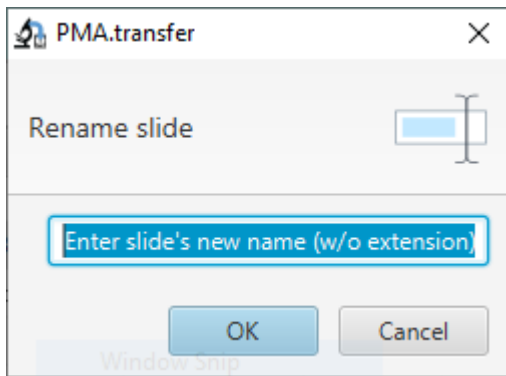 PMA.transfer
Rename slide
Enter slide's new name (w/o extension)
OK Cancel
Window Snip